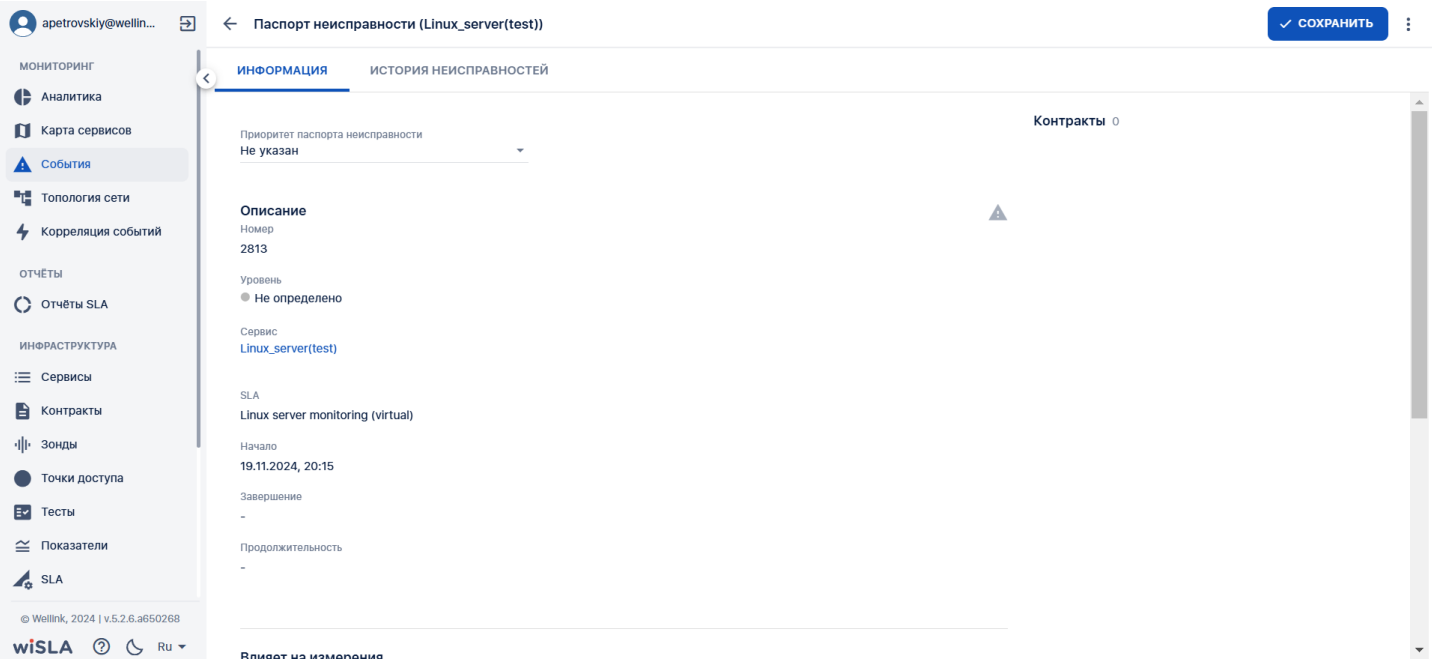 apetrovskiy@wellin...
МОНИТОРИНГ
Аналитика
Карта сервисов
События
Топология сети
Корреляция событий
ОТЧЁТЫ
Отчёты SLA
ИНФРАСТРУКТУРА
Сервисы
Контракты
Зонды
Точки доступа
Тесты
Показатели
SLA
© Wellink, 2024 | v.5.2.6.a650268
wiSLA
Ru
Паспорт неисправности (Linux_server(test))
СОХРАНИТЬ
ИНФОРМАЦИЯ
ИСТОРИЯ НЕИСПРАВНОСТЕЙ
Приоритет паспорта неисправности
Не указан
Описание
Номер
2813
Уровень
Не определено
Сервис
Linux_server(test)
SLA
Linux server monitoring (virtual)
Начало
19.11.2024, 20:15
Завершение
-
Продолжительность
-
Влияет на измерения
Контракты 0